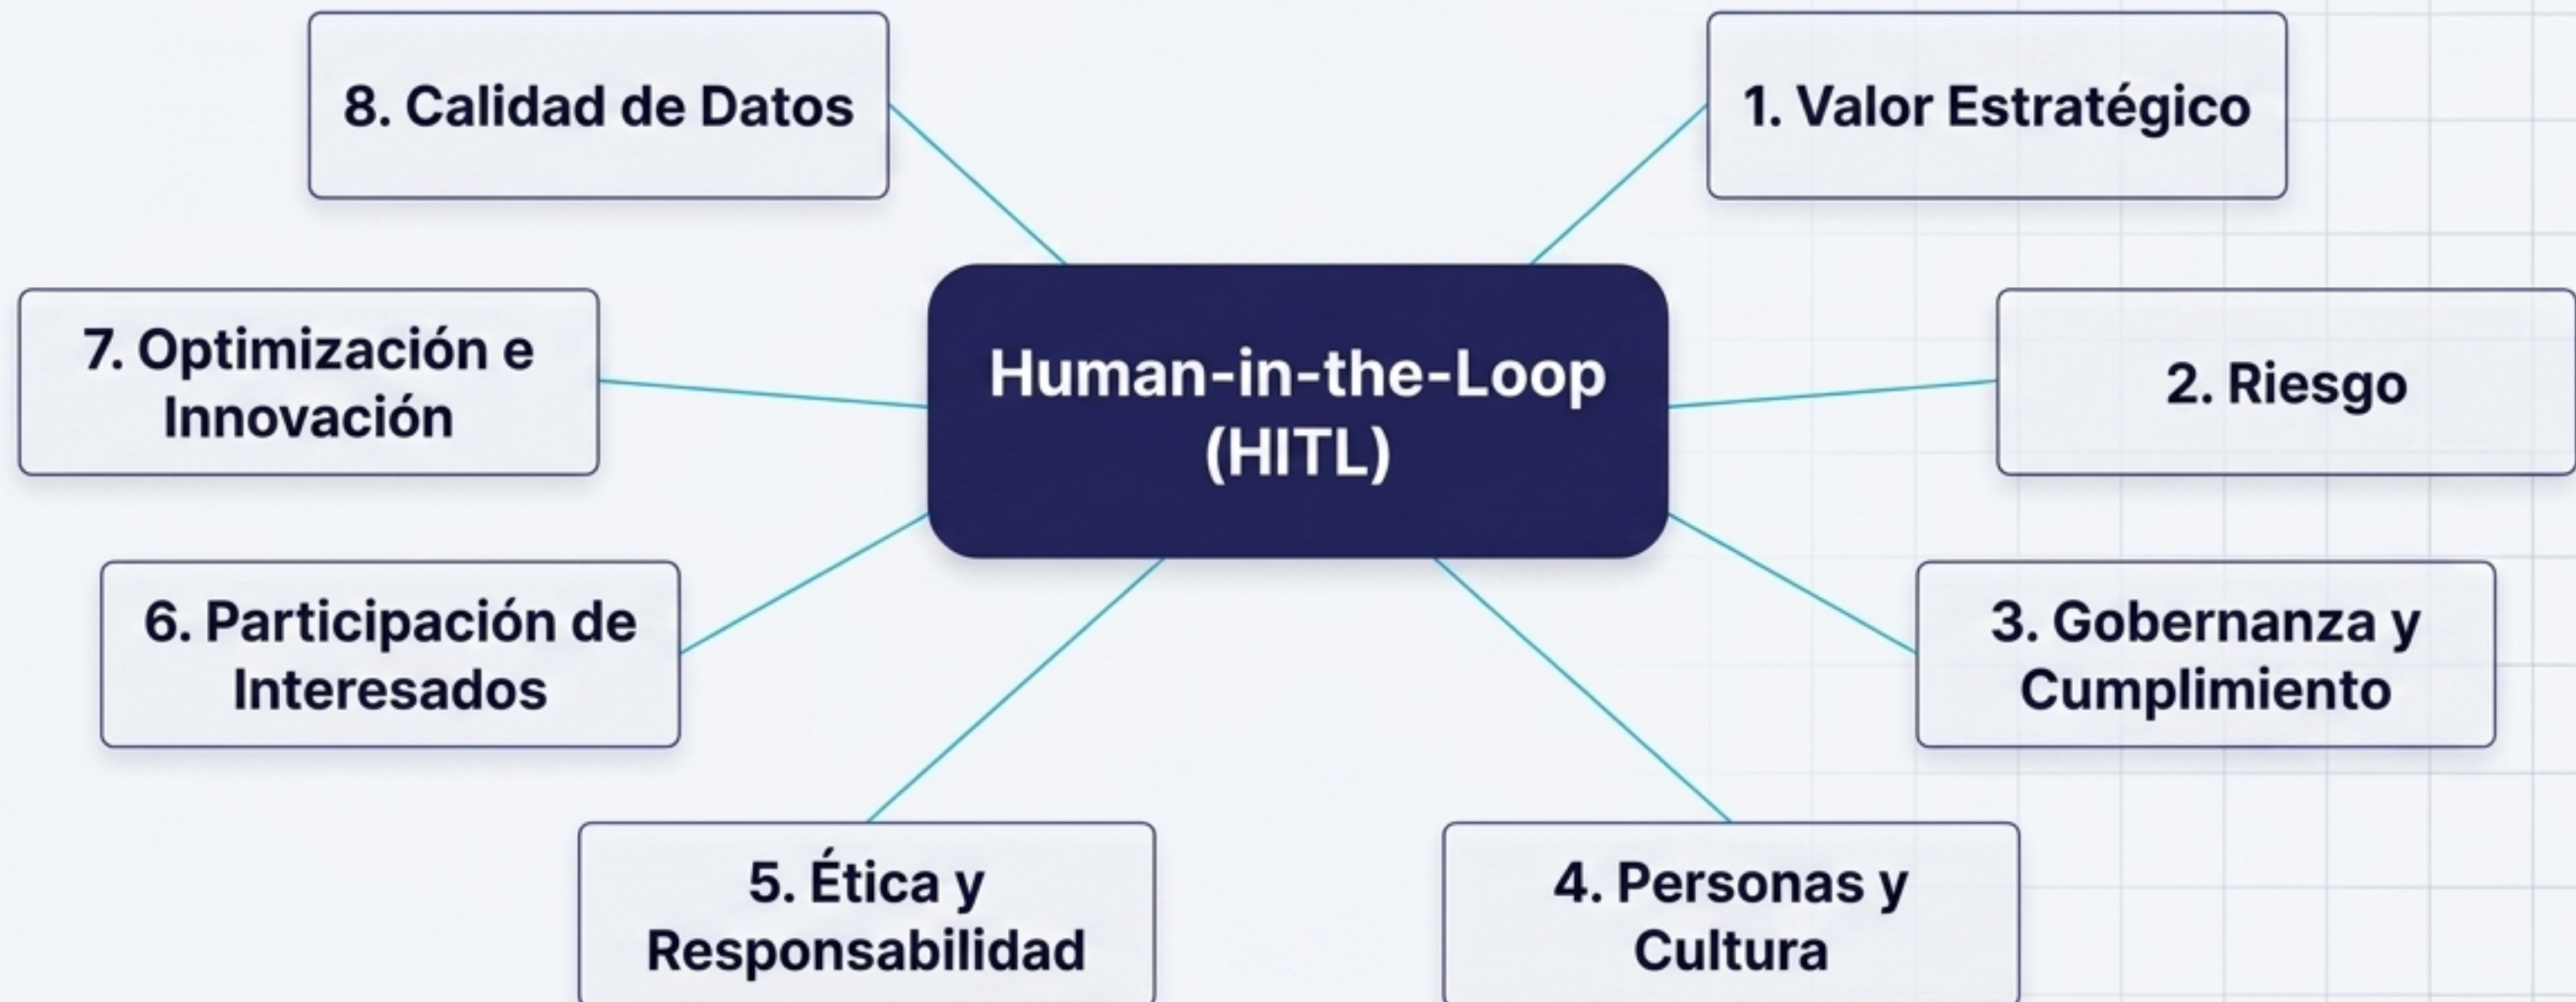 8. Calidad de Datos
1. Valor Estratégico
7. Optimización e
Innovación
Human-in-the-Loop
(HITL)
2. Riesgo
6. Participación de
Interesados
3. Gobernanza y
Cumplimiento
5. Ética y
Responsabilidad
4. Personas y
Cultura